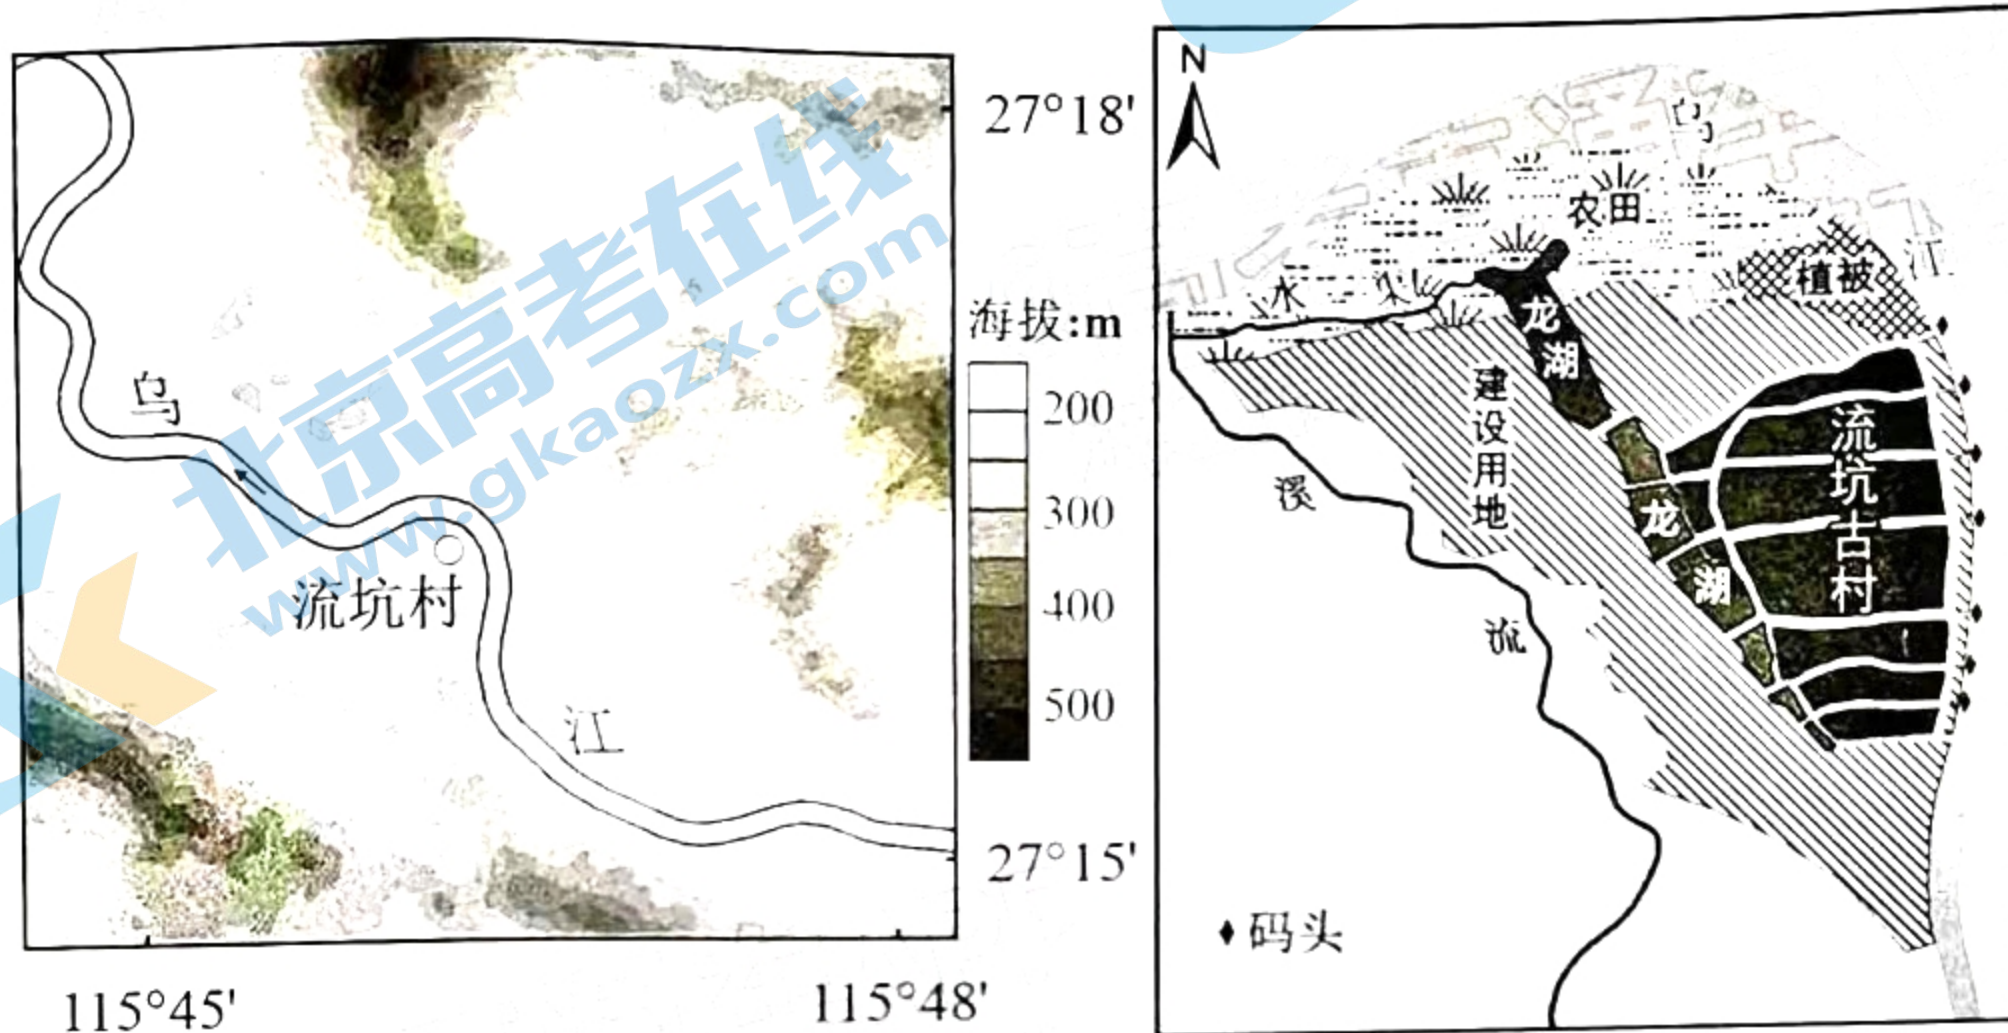 27°18'
海拔:m
200
300
400
500
乌
流坑村
江
27°15'
115°45'
115°48'
北京高考在线
www.gkaozx.com
N
乌
江
农田
植被
水
龙湖
建设用地
流坑古村
龙湖
溪
流
码头